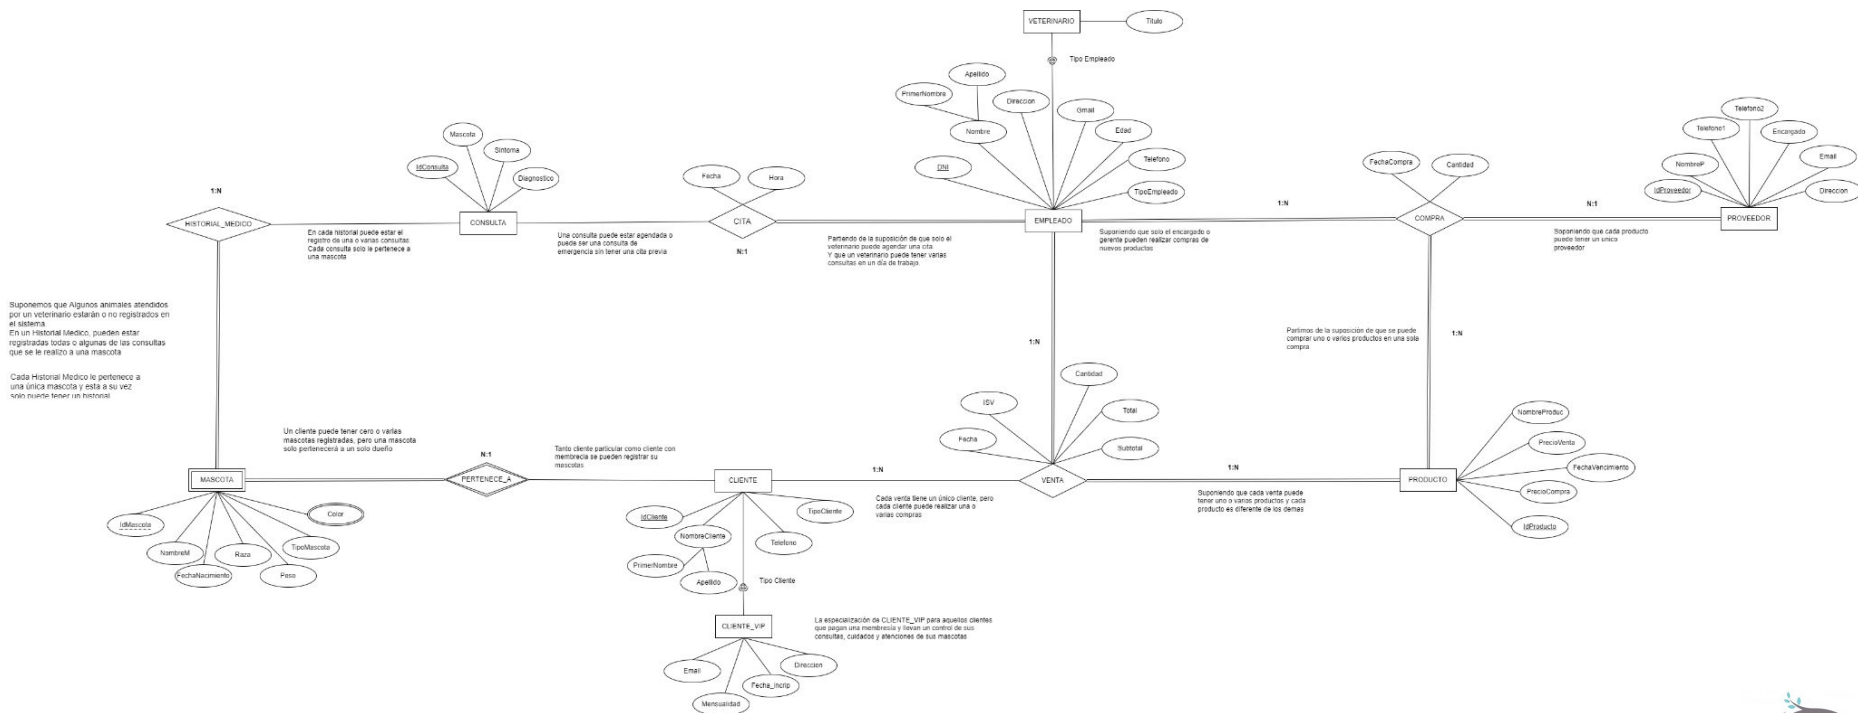 VETERINARIO
Titulo
Tipo Empleado
Apellido
PrimerNombre
Direccion
Gmail
Nombre
Edad
DNI
Telefono
TipoEmpleado
Telefono2
Telefono1
Encargado
NombreP
Email
IdProveedor
Direccion
FechaCompra
Cantidad
Mascota
Sintoma
IdConsulta
Diagnostico
Fecha
Hora
1:N
HISTORIAL_MEDICO
CONSULTA
CITA
N:1
EMPLEADO
1:N
COMPRA
N:1
PROVEEDOR
En cada historial puede estar el
registro de una o varias consultas
Cada consulta solo le pertenece a
una mascota
Una consulta puede estar agendada o
puede ser una consulta de
emergencia sin tener una cita previa
Partiendo de la suposición de que solo el
veterinario puede agendar una cita
Y que un veterinario puede tener varias
consultas en un día de trabajo.
Suponiendo que solo el encargado o
gerente pueden realizar compras de
nuevos productos
Soponiendo que cada producto
puede tener un unico
proveedor
Suponemos que Algunos animales atendidos
por un veterinario estarán o no registrados en
el sistema
En un Historial Medico, pueden estar
registradas todas o algunas de las consultas
que se le realizo a una mascota
Cada Historial Medico le pertenece a
una única mascota y esta a su vez
solo puede tener un historial
1:N
Partimos de la suposición de que se puede
comprar uno o varios productos en una sola
compra.
1:N
ISV
Cantidad
Total
Fecha
Subtotal
NombreProduc
PrecioVenta
FechaVencimiento
PrecioCompra
IdProducto
Un cliente puede tener cero o varias
mascotas registradas, pero una mascota
solo pertenecerá a un solo dueño
N:1
Tanto cliente particular como cliente con
membrecia se pueden registrar su
mascotas
1:N
1:N
MASCOTA
PERTENECE_A
CLIENTE
VENTA
PRODUCTO
Cada venta tiene un único cliente, pero
cada cliente puede realizar una o
varias compras
Suponiendo que cada venta puede
tener uno o varios productos y cada
producto es diferente de los demas
IdMascota
NombreM
FechaNacimiento
Raza
Peso
TipoMascota
Color
IdCliente
NombreCliente
PrimerNombre
Apellido
Telefono
TipoCliente
Tipo Cliente
CLIENTE_VIP
La especialización de CLIENTE_VIP para aquellos clientes
que pagan una membresía y llevan un control de sus
consultas, cuidados y atenciones de sus mascotas
Email
Mensualidad
Fecha_incrip
Direccion